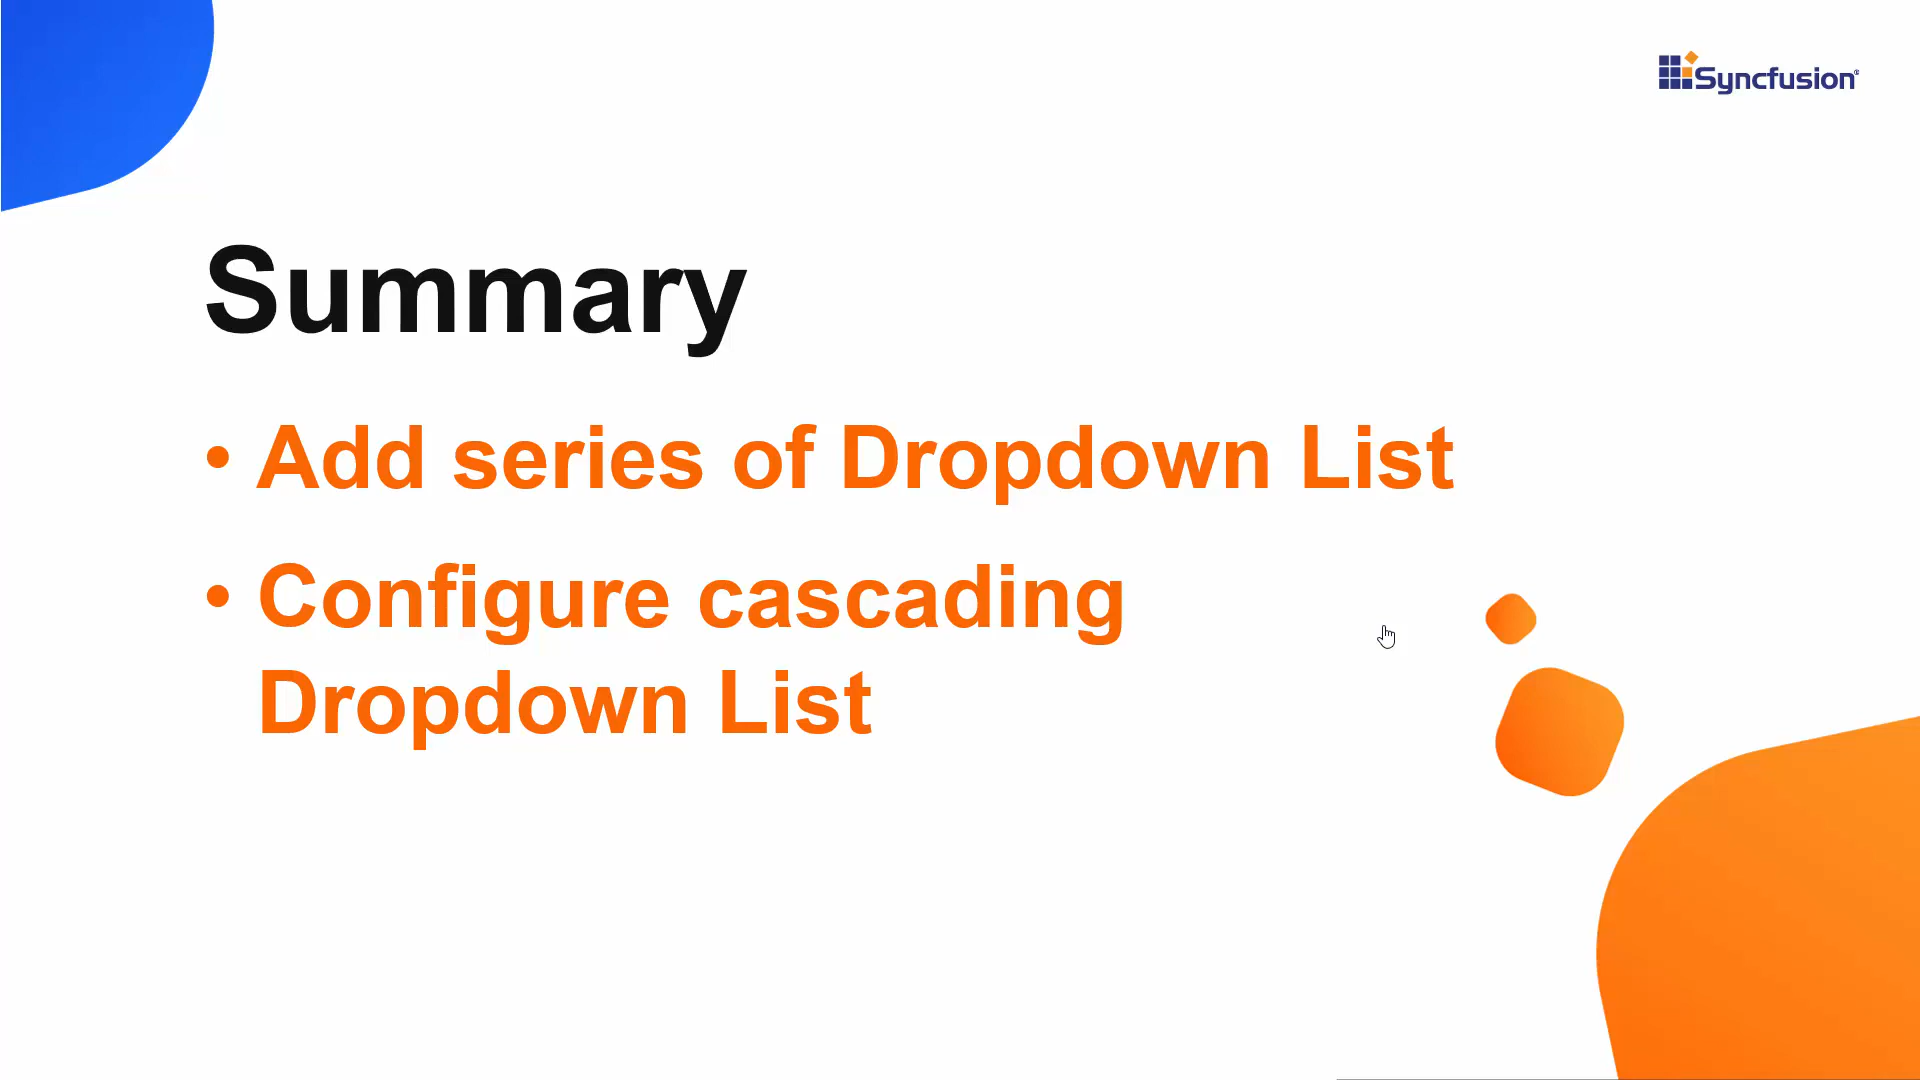 Syncfusion
Summary
• Add series of Dropdown List
• Configure cascading
Dropdown List